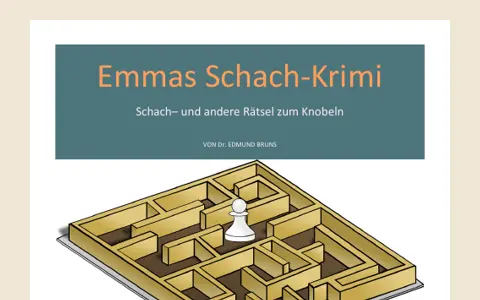 Emmas Schach-Krimi
Schach– und andere Rätsel zum Knobeln
VON Dr. EDMUND BRUNS